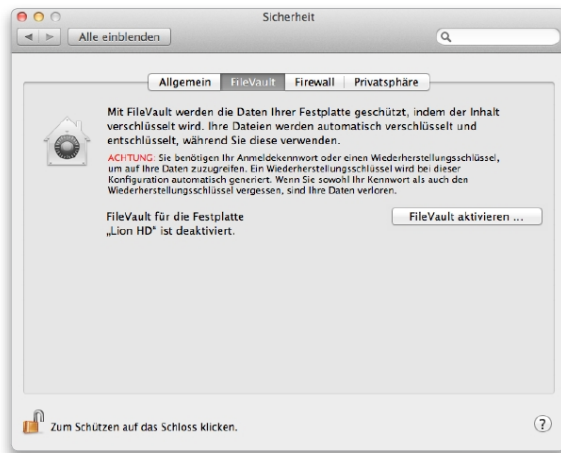 Sicherheit
Alle einblenden
Allgemein FileVault Firewall Privatsphäre
Mit FileVault werden die Daten Ihrer Festplatte geschützt, indem der Inhalt
verschlüsselt wird. Ihre Dateien werden automatisch verschlüsselt und
entschlüsselt, während Sie diese verwenden.
ACHTUNG: Sie benötigen Ihr Anmeldekennwort oder einen Wiederherstellungsschlüssel,
um auf Ihre Daten zuzugreifen. Ein Wiederherstellungsschlüssel wird bei dieser
Konfiguration automatisch generiert. Wenn Sie sowohl Ihr Kennwort als auch den
Wiederherstellungsschlüssel vergessen, sind Ihre Daten verloren.
FileVault für die Festplatte
„Lion HD“ ist deaktiviert.
FileVault aktivieren ...
Zum Schützen auf das Schloss klicken.
?